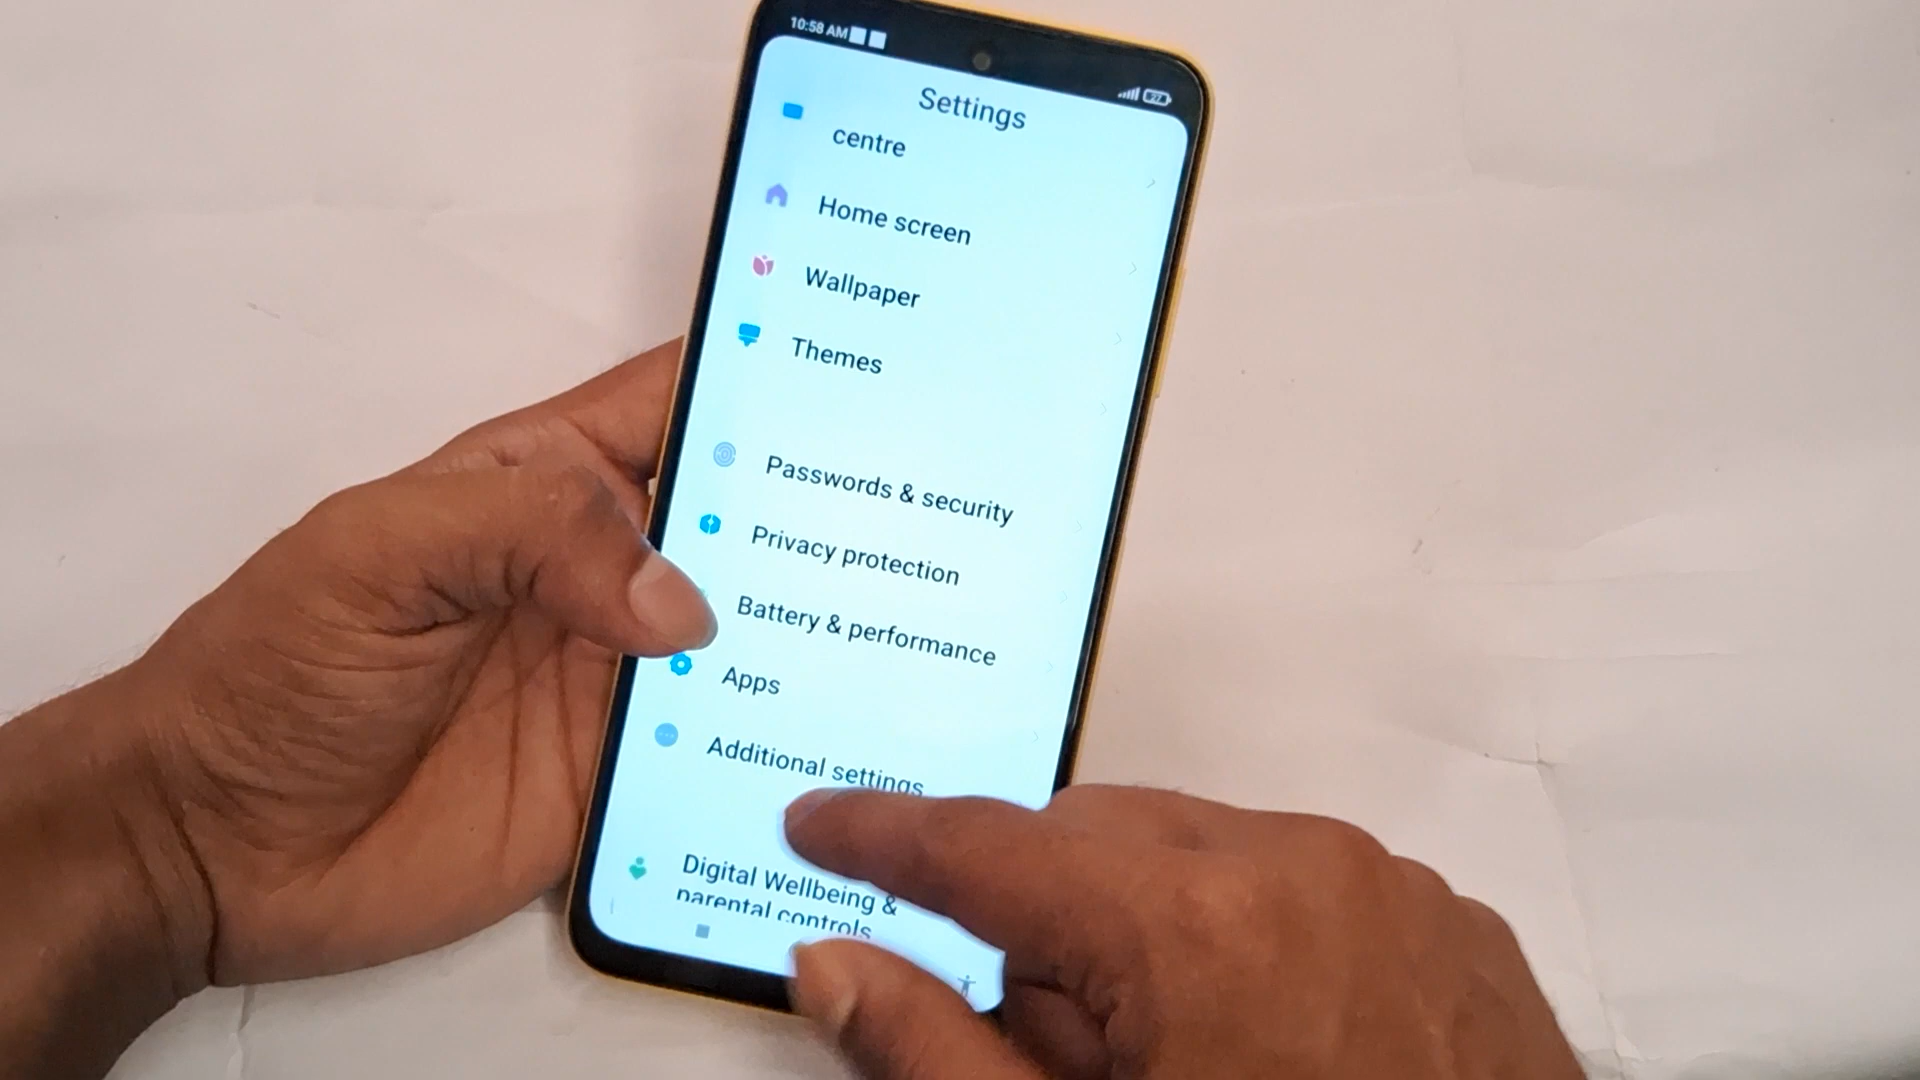 10:58 AM
27
Settings
centre
Home screen
Wallpaper
Themes
Passwords & security
Privacy protection
Battery & performance
Apps
Additional settings
Digital Wellbeing &
parental controls